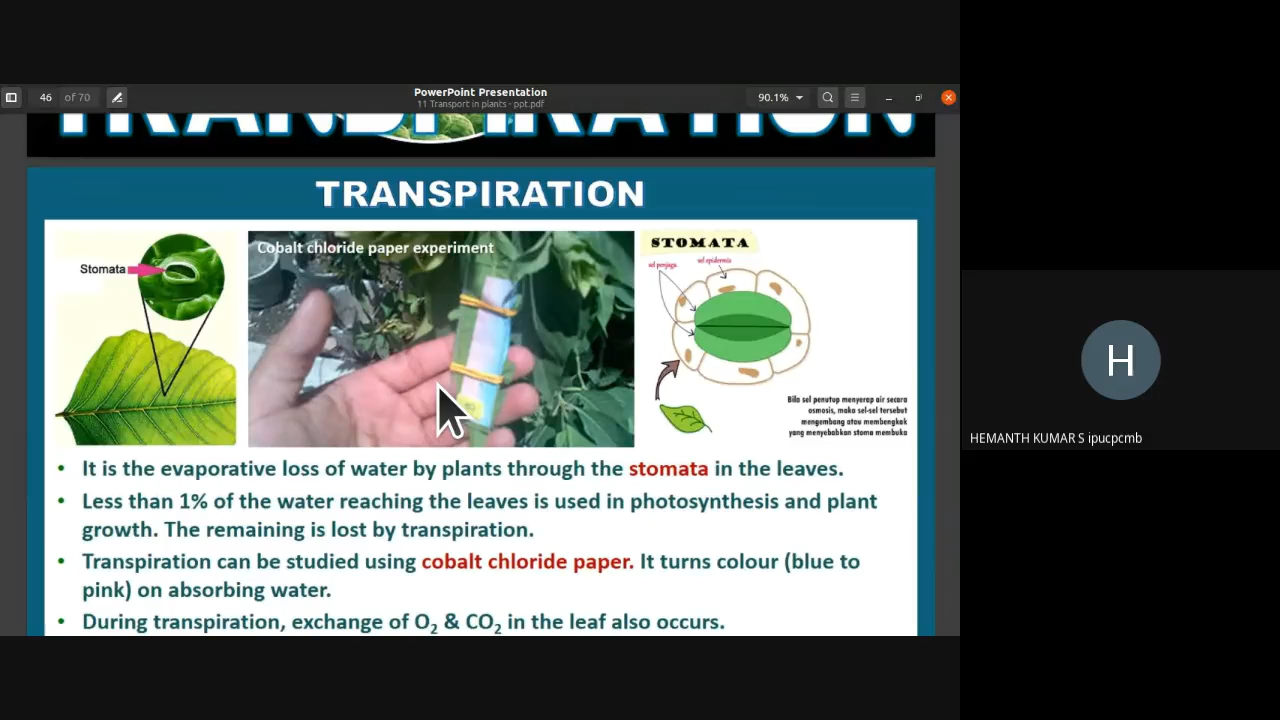 46 of 70
PowerPoint Presentation
11 Transport in plants - ppt.pdf
90.1%
TRANSPIRATION
TRANSPIRATION
Stomata
Cobalt chloride paper experiment
STOMATA
sel penjaga
sel epidermis
Bila sel penutup menyerap air secara
osmosis, maka sel-sel tersebut
mengembang atau membengkak
yang menyebabkan stoma membuka
• It is the evaporative loss of water by plants through the stomata in the leaves.
• Less than 1% of the water reaching the leaves is used in photosynthesis and plant
growth. The remaining is lost by transpiration.
• Transpiration can be studied using cobalt chloride paper. It turns colour (blue to
pink) on absorbing water.
• During transpiration, exchange of O₂ & CO₂ in the leaf also occurs.
H
HEMANTH KUMAR S ipucpcmb